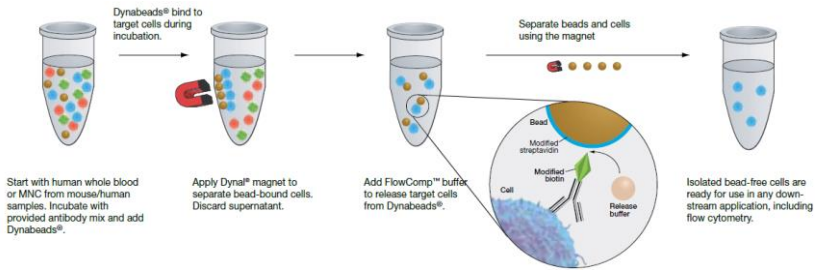 Dynabeads® bind to
target cells during
incubation.
Separate beads and cells
using the magnet
Bead
Modified
streptavidin
Modified
biotin
Cell
Release
buffer
Start with human whole blood
or MNC from mouse/human
samples. Incubate with
provided antibody mix and add
Dynabeads®.
Apply Dynal® magnet to
separate bead-bound cells.
Discard supernatant.
Add FlowComp™ buffer
to release target cells
from Dynabeads®.
Isolated bead-free cells are
ready for use in any down-
stream application, including
flow cytometry.